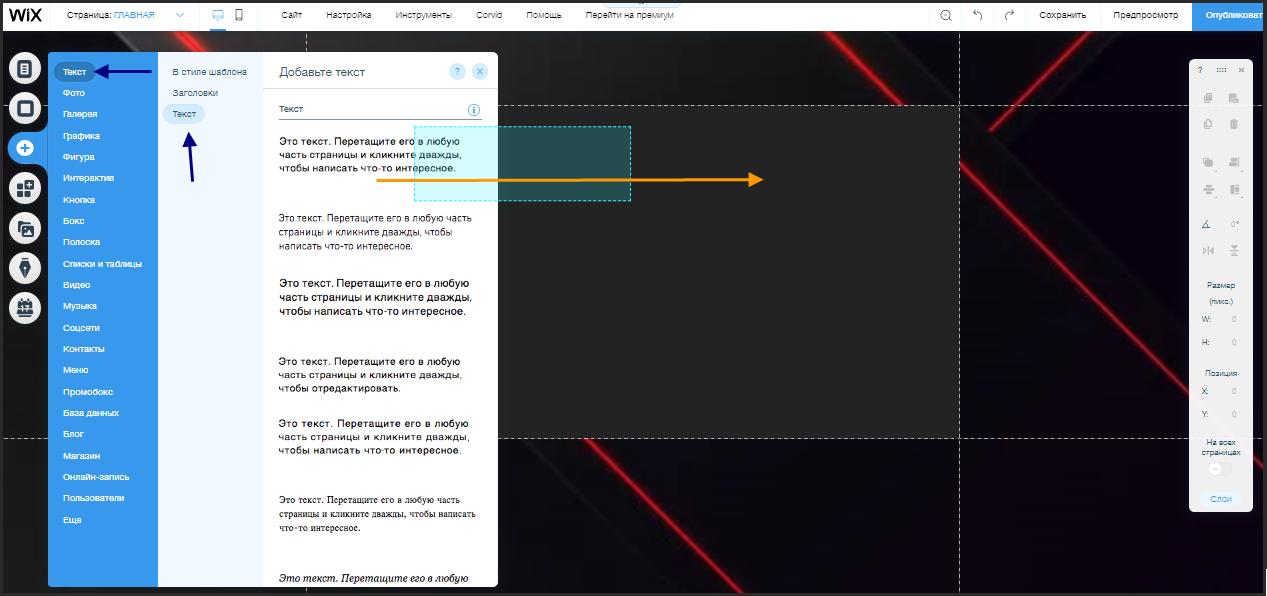 WiX Страница: ГЛАВНАЯ Сайт Настройка Инструменты Corvid Помощь Перейти на премиум Сохранить Предпросмотр Опубликоват
Текст
Фото
Галерея
Графика
Фигура
Интерактив
Кнопка
Бокс
Полоска
Списки и таблицы
Видео
Музыка
Соцсети
Контакты
Меню
Промобокс
База данных
Блог
Магазин
Онлайн-запись
Пользователи
Еще
В стиле шаблона
Заголовки
Текст
Добавьте текст ? ×
Текст i
Это текст. Перетащите его в любую
часть страницы и кликните дважды,
чтобы написать что-то интересное.
Это текст. Перетащите его в любую часть
страницы и кликните дважды, чтобы
написать что-то интересное.
Это текст. Перетащите его в любую
часть страницы и кликните дважды,
чтобы написать что-то интересное.
Это текст. Перетащите его в любую
часть страницы и кликните дважды,
чтобы отредактировать.
Это текст. Перетащите его в любую
часть страницы и кликните дважды,
чтобы написать что-то интересное.
Это текст. Перетащите его в любую часть
страницы и кликните дважды, чтобы написать
что-то интересное.
Это текст. Перетащите его в любую
? ×
0°
Размер
(пикс.)
W: 0
H: 0
Позиция
X: 0
Y: 0
На всех
страницах
Слои